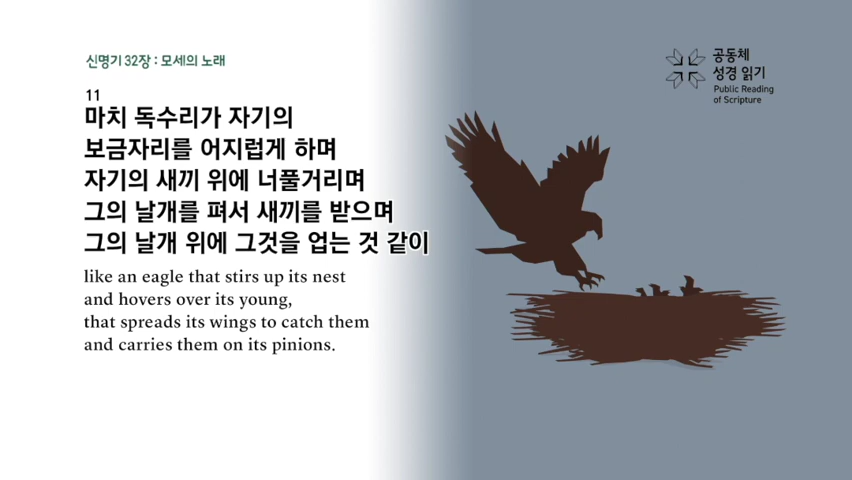 신명기 32장 : 모세의 노래
11
마치 독수리가 자기의
보금자리를 어지럽게 하며
자기의 새끼 위에 너풀거리며
그의 날개를 펴서 새끼를 받으며
그의 날개 위에 그것을 업는 것 같이
like an eagle that stirs up its nest
and hovers over its young,
that spreads its wings to catch them
and carries them on its pinions.
공동체
성경 읽기
Public Reading
of Scripture